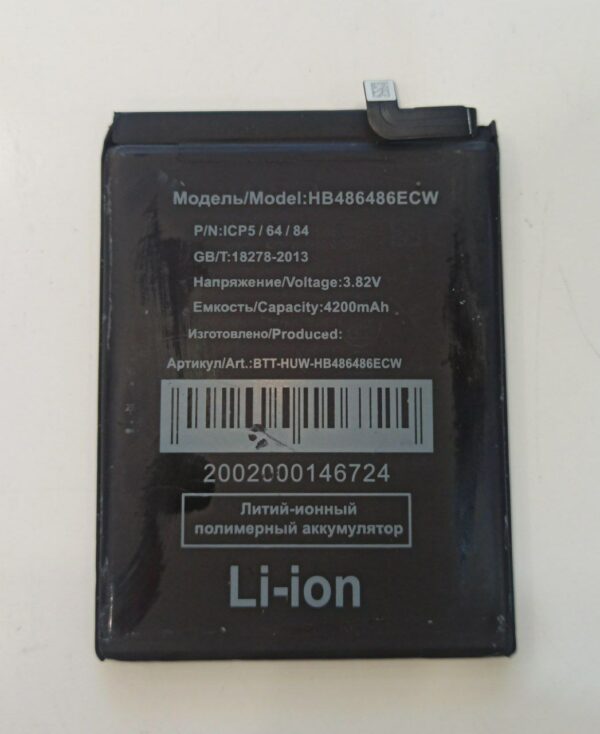 Модель/Model:HB486486ECW
P/N:ICP5 / 64 / 84
GB/T:18278-2013
Напряжение/Voltage:3.82V
Емкость/Capacity:4200mAh
Изготовлено/Produced:
Артикул/Art.:BTT-HUW-HB486486ECW
2002000146724
Литий-ионный
полимерный аккумулятор
Li-ion